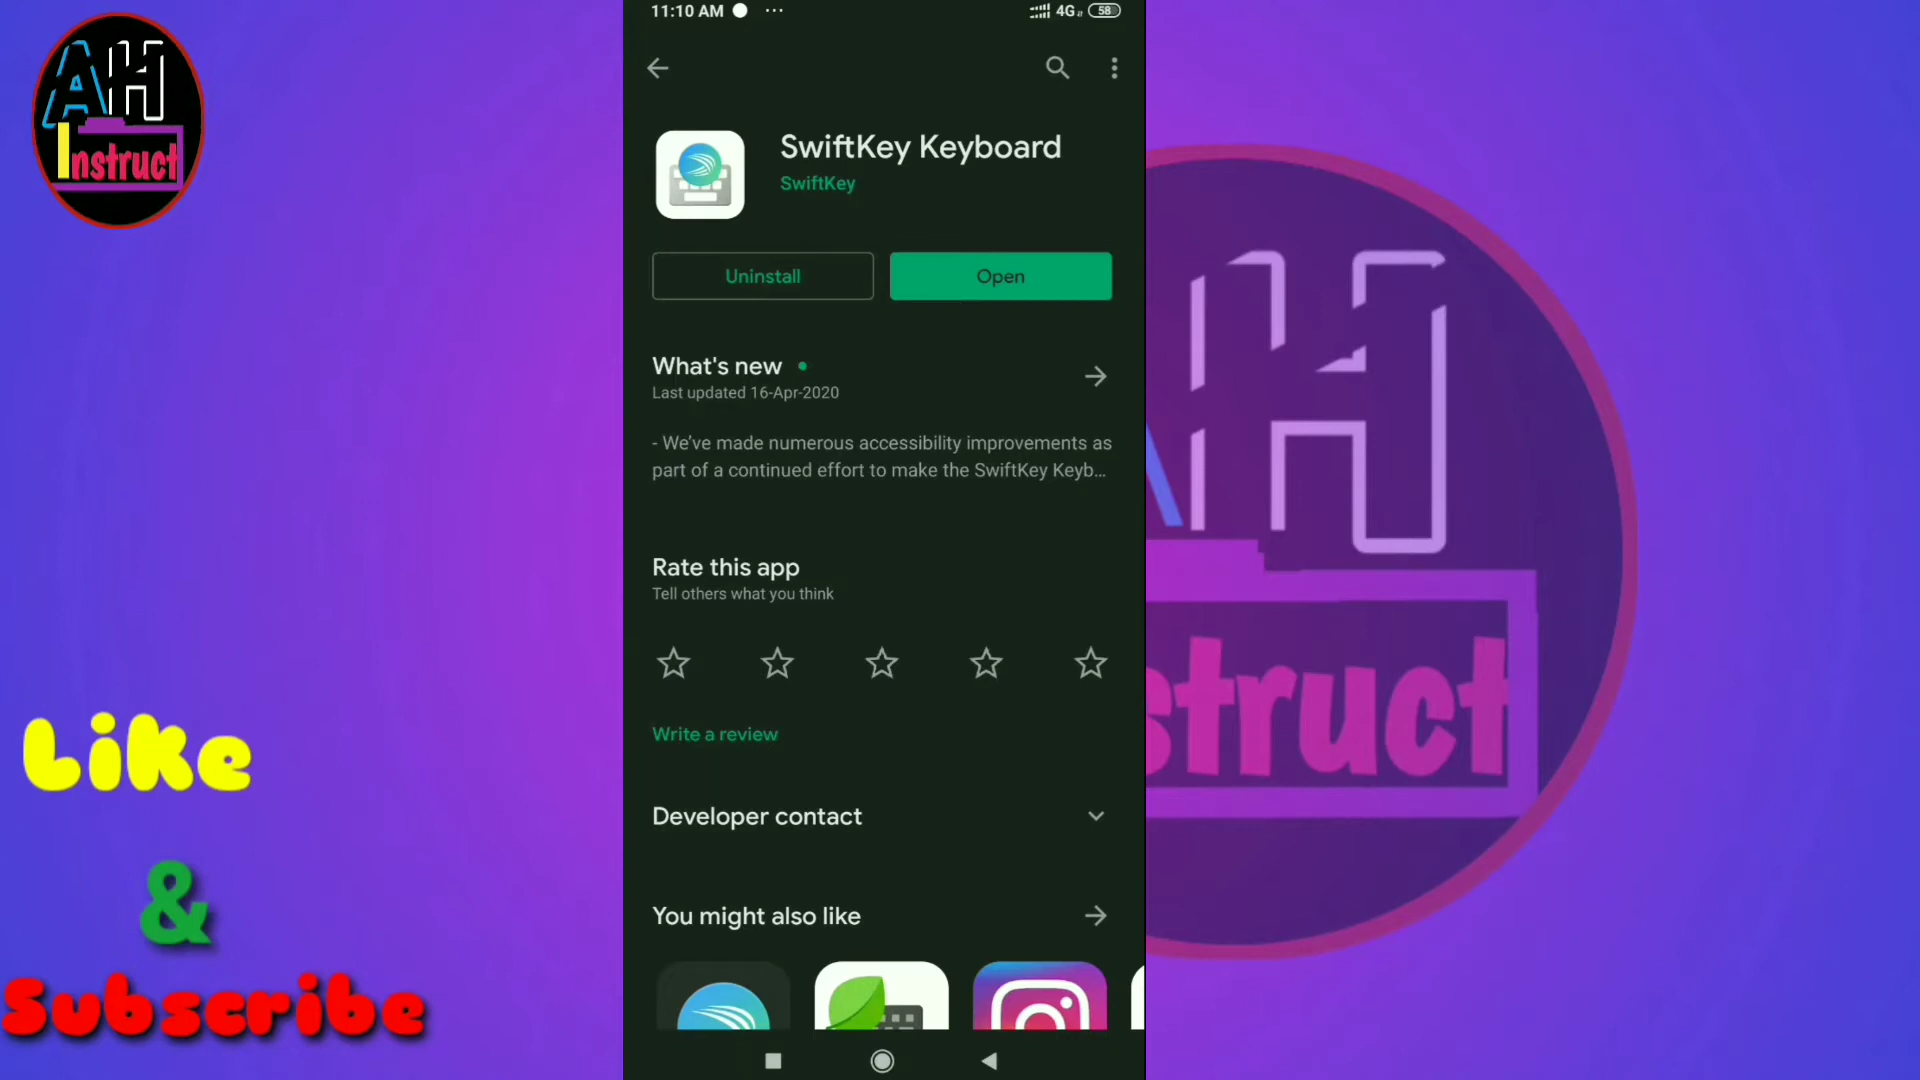 AH
Instruct
11:10 AM
4G
58
SwiftKey Keyboard
SwiftKey
Uninstall
Open
What's new
Last updated 16-Apr-2020
- We've made numerous accessibility improvements as
part of a continued effort to make the SwiftKey Keyb...
Rate this app
Tell others what you think
Write a review
Developer contact
You might also like
Like
&
Subscribe
H
struct